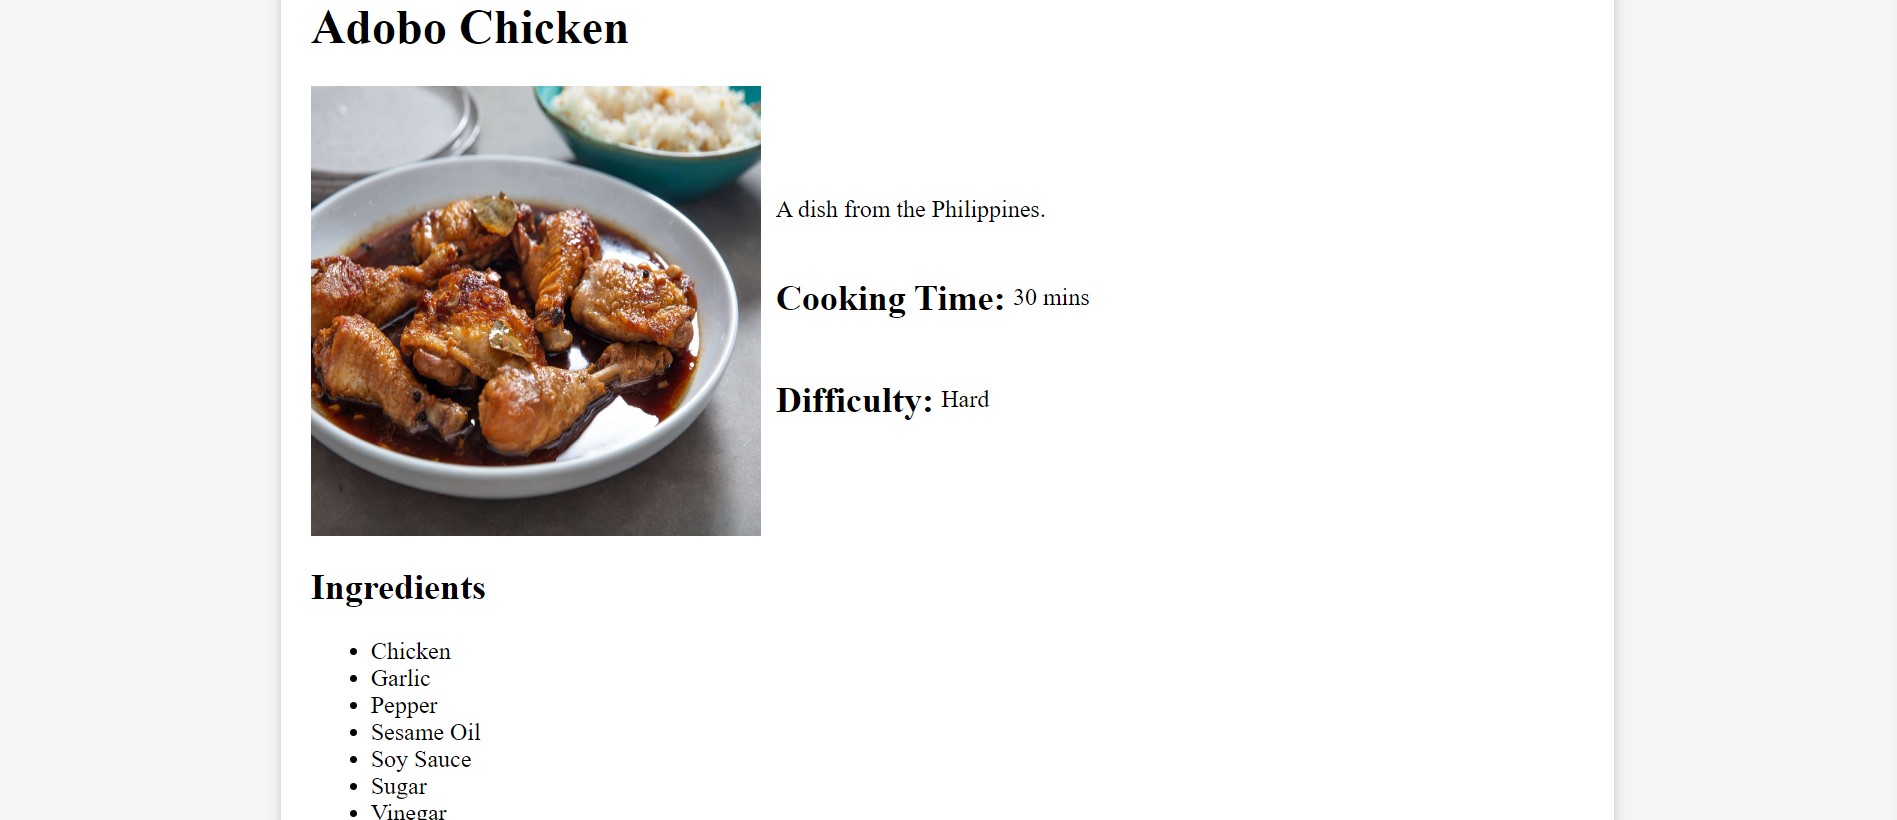 Adobo Chicken
A dish from the Philippines.
Cooking Time: 30 mins
Difficulty: Hard
Ingredients
Chicken
Garlic
Pepper
Sesame Oil
Soy Sauce
Sugar
Vinegar